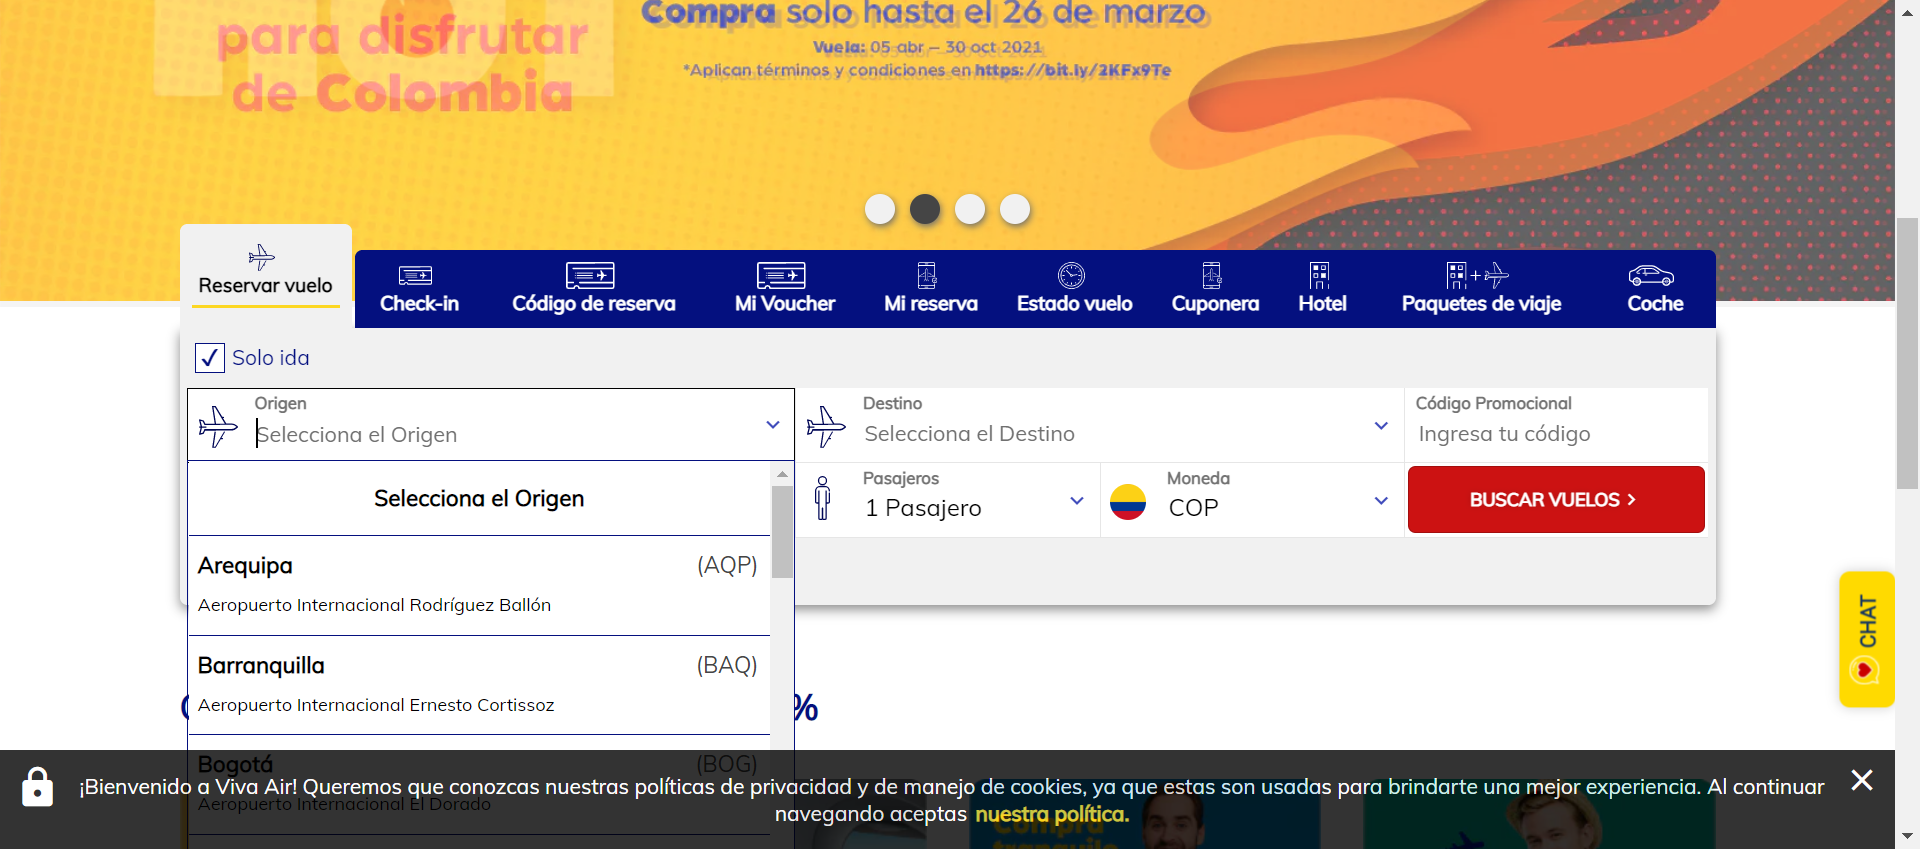 para disfrutar
de Colombia
Compra solo hasta el 26 de marzo
Vuela: 05 abr – 30 oct 2021
*Aplican términos y condiciones en https://bit.ly/2KFx9Te
Reservar vuelo
Check-in
Código de reserva
Mi Voucher
Mi reserva
Estado vuelo
Cuponera
Hotel
Paquetes de viaje
Coche
Solo ida
Origen
Selecciona el Origen
Destino
Selecciona el Destino
Código Promocional
Ingresa tu código
Selecciona el Origen
Pasajeros
1 Pasajero
Moneda
COP
BUSCAR VUELOS
Arequipa (AQP)
Aeropuerto Internacional Rodríguez Ballón
Barranquilla (BAQ)
Aeropuerto Internacional Ernesto Cortissoz
%
CHAT
Bogotá (BOG)
Aeropuerto Internacional El Dorado
¡Bienvenido a Viva Air! Queremos que conozcas nuestras políticas de privacidad y de manejo de cookies, ya que estas son usadas para brindarte una mejor experiencia. Al continuar
navegando aceptas nuestra política.
Compra
tranquilo